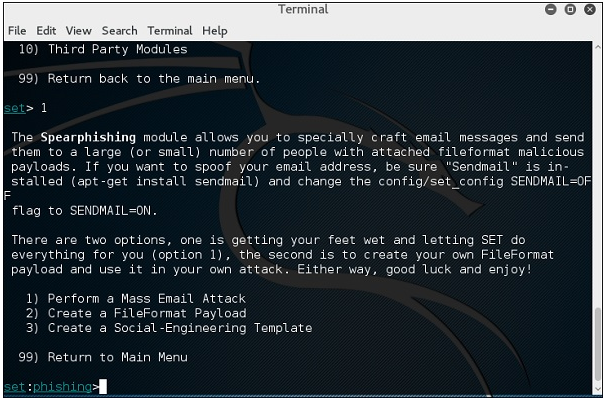 Terminal
File Edit View Search Terminal Help
10) Third Party Modules
99) Return back to the main menu.
set> 1
The Spearphishing module allows you to specially craft email messages and send
them to a large (or small) number of people with attached fileformat malicious
payloads. If you want to spoof your email address, be sure "Sendmail" is in-
stalled (apt-get install sendmail) and change the config/set_config SENDMAIL=OF
F
flag to SENDMAIL=ON.
There are two options, one is getting your feet wet and letting SET do
everything for you (option 1), the second is to create your own FileFormat
payload and use it in your own attack. Either way, good luck and enjoy!
1) Perform a Mass Email Attack
2) Create a FileFormat Payload
3) Create a Social-Engineering Template
99) Return to Main Menu
set:phishing>